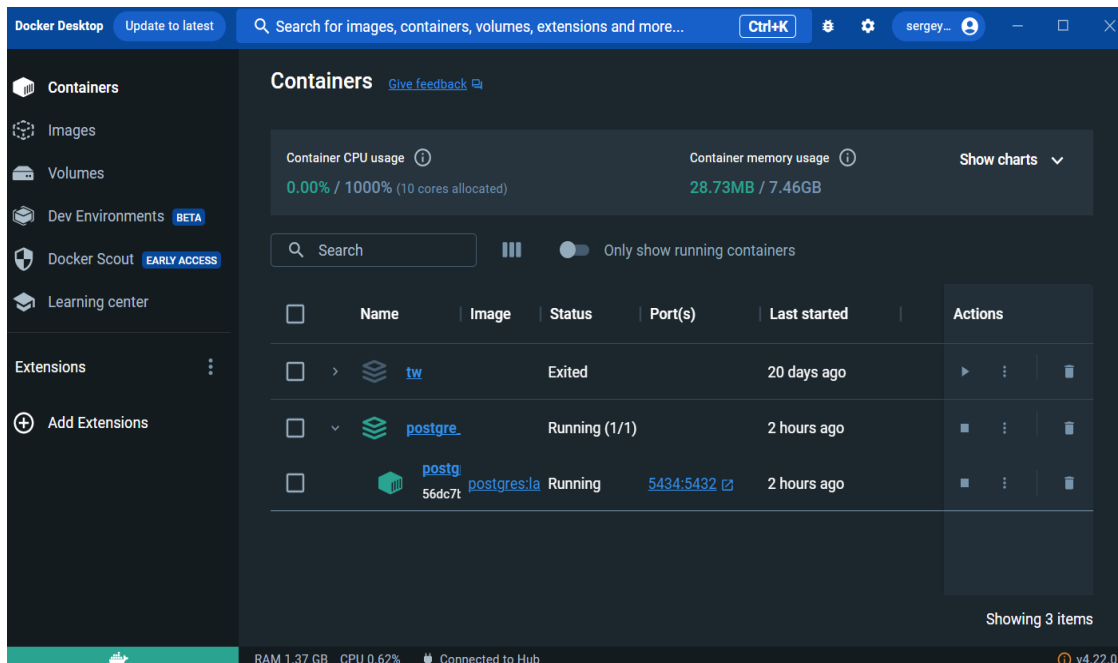 Docker Desktop Update to latest Search for images, containers, volumes, extensions and more... Ctrl+K sergey...
Containers
Images
Volumes
Dev Environments BETA
Docker Scout EARLY ACCESS
Learning center
Extensions
Add Extensions
Containers Give feedback
Container CPU usage
0.00% / 1000% (10 cores allocated)
Container memory usage
28.73MB / 7.46GB
Show charts
Search
Only show running containers
Name Image Status Port(s) Last started Actions
tw Exited 20 days ago
postgre_ Running (1/1) 2 hours ago
postg postgres:la Running 5434:5432 2 hours ago
56dc7b
Showing 3 items
RAM 1.37 GB CPU 0.62% Connected to Hub v4.22.0